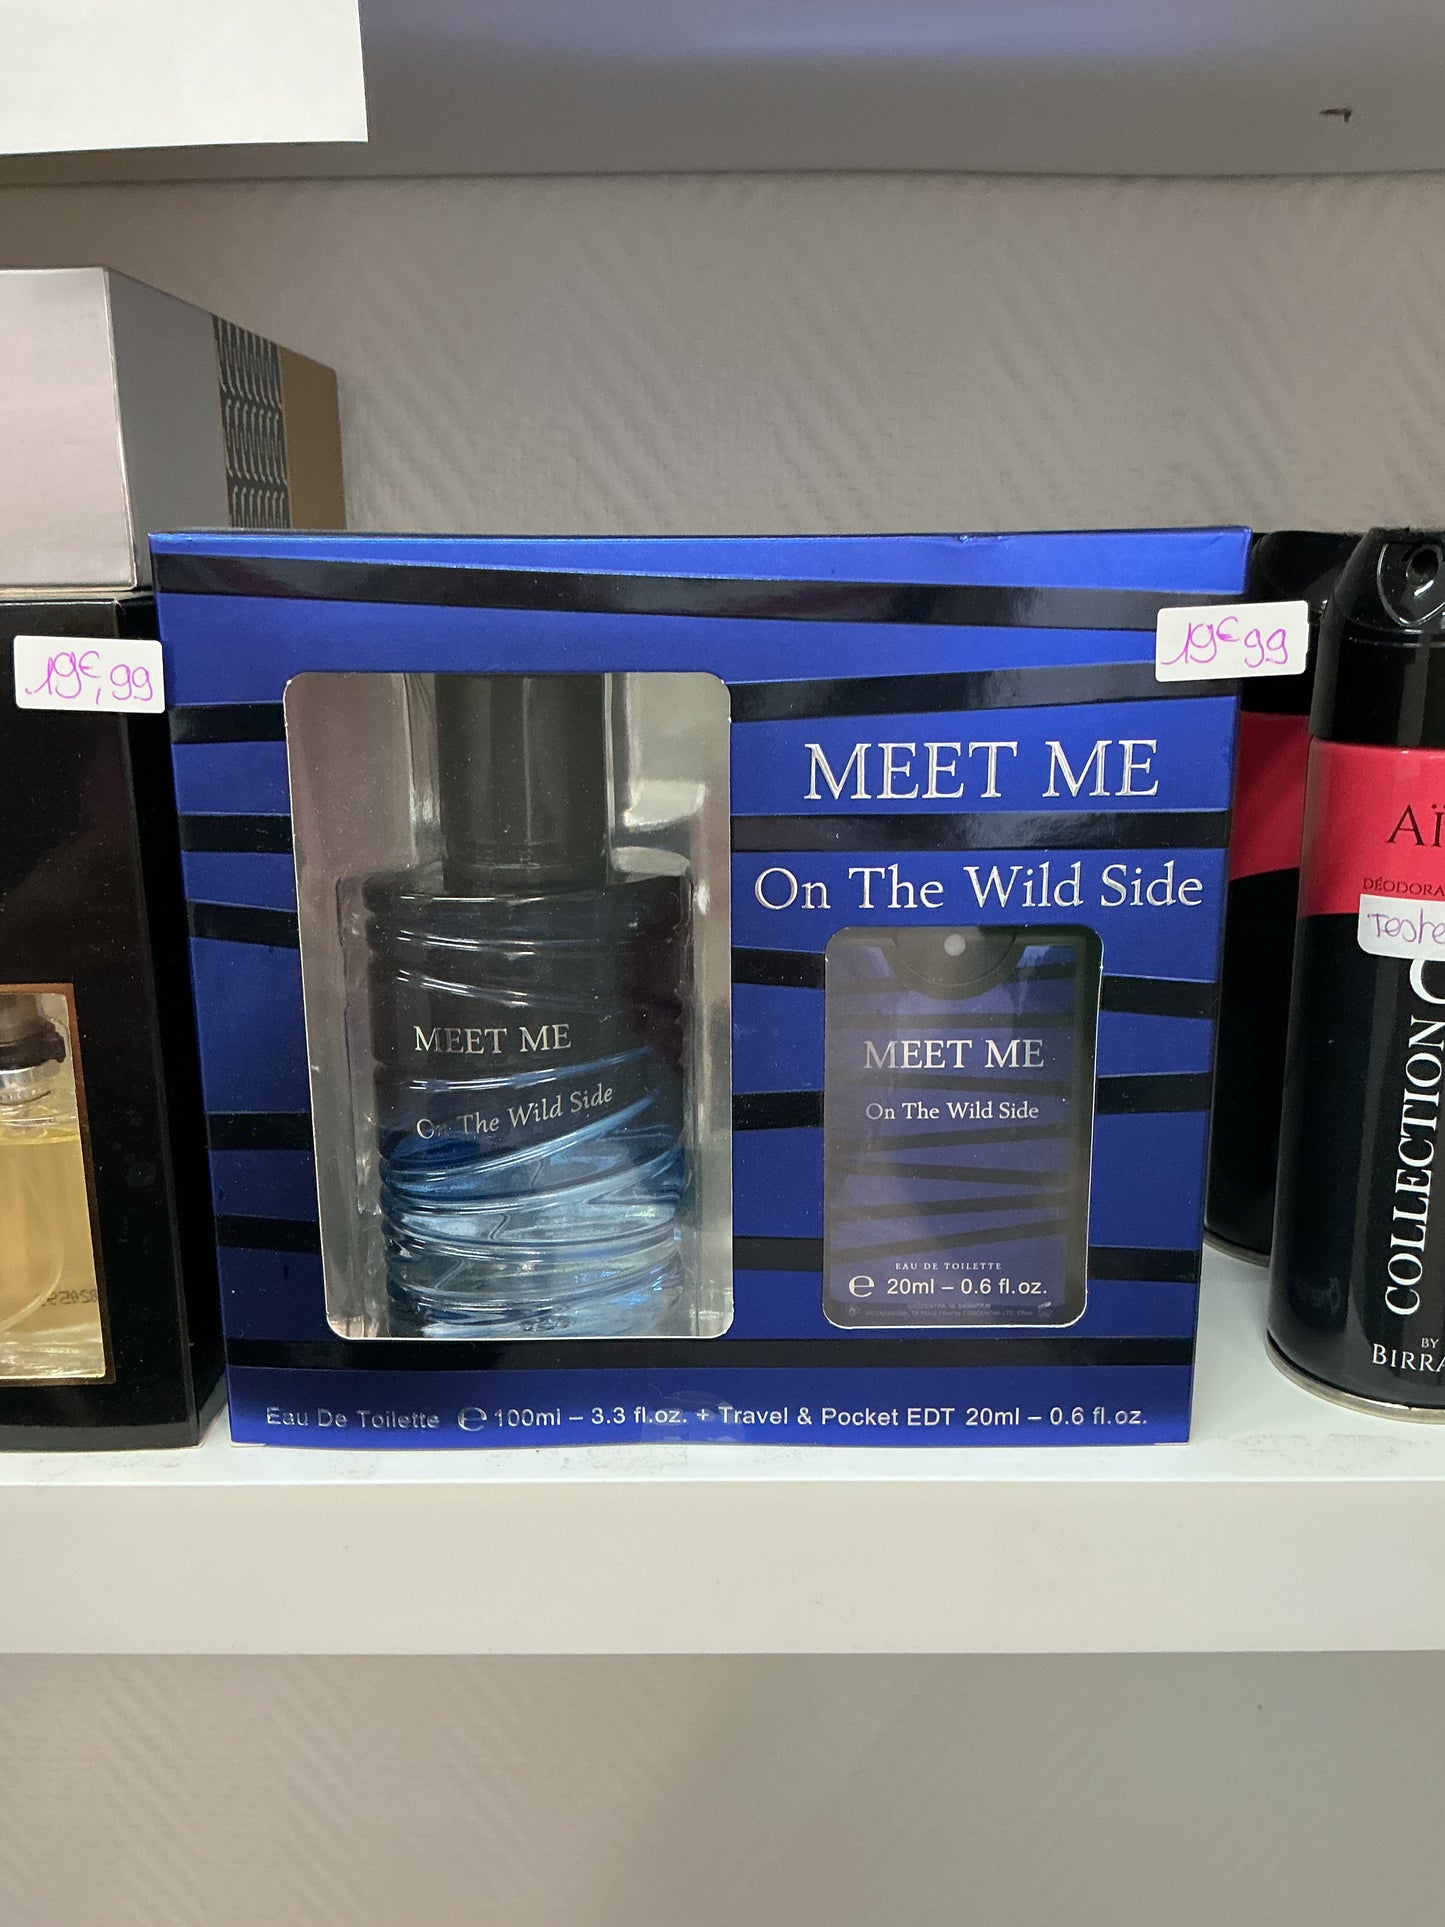 19€,99
19€99
MEET ME
On The Wild Side
MEET ME
On The Wild Side
MEET ME
On The Wild Side
EAU DE TOILETTE
℮ 20ml – 0.6 fl.oz.
Eau De Toilette ℮ 100ml – 3.3 fl.oz. + Travel & Pocket EDT 20ml – 0.6 fl.oz.
AÏ
DÉODORA
Teste
COLLECTION
BY
BIRRA